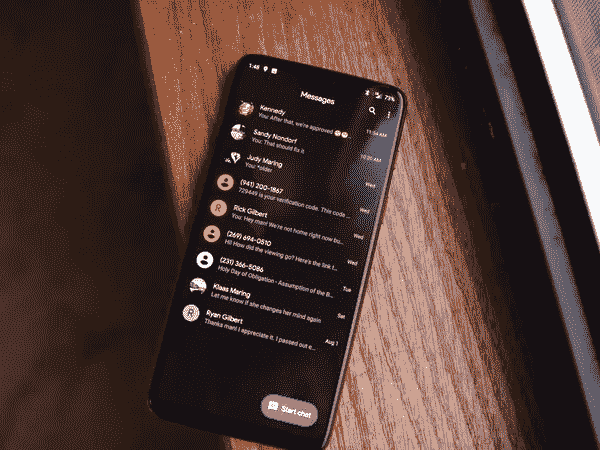 1:48
73%
Messages
Kennedy
You: After that, we're approved
11:54 AM
Sandy Nondorf
You: That should fix it
10:20 AM
Judy Maring
You: *older
Wed
(941) 200-1867
729449 is your verification code. This code ...
Wed
R
Rick Gilbert
You: Hey man! We're not home right now bu...
Wed
(269) 694-0510
Hi! How did the viewing go? Here's the link t...
Wed
(231) 366-5086
Holy Day of Obligation - Assumption of the B...
Tue
Klaas Maring
Let me know if she changes her mind again
Sat
R
Ryan Gilbert
Thanks man! I appreciate it. I passed out e...
Aug 1
Start chat